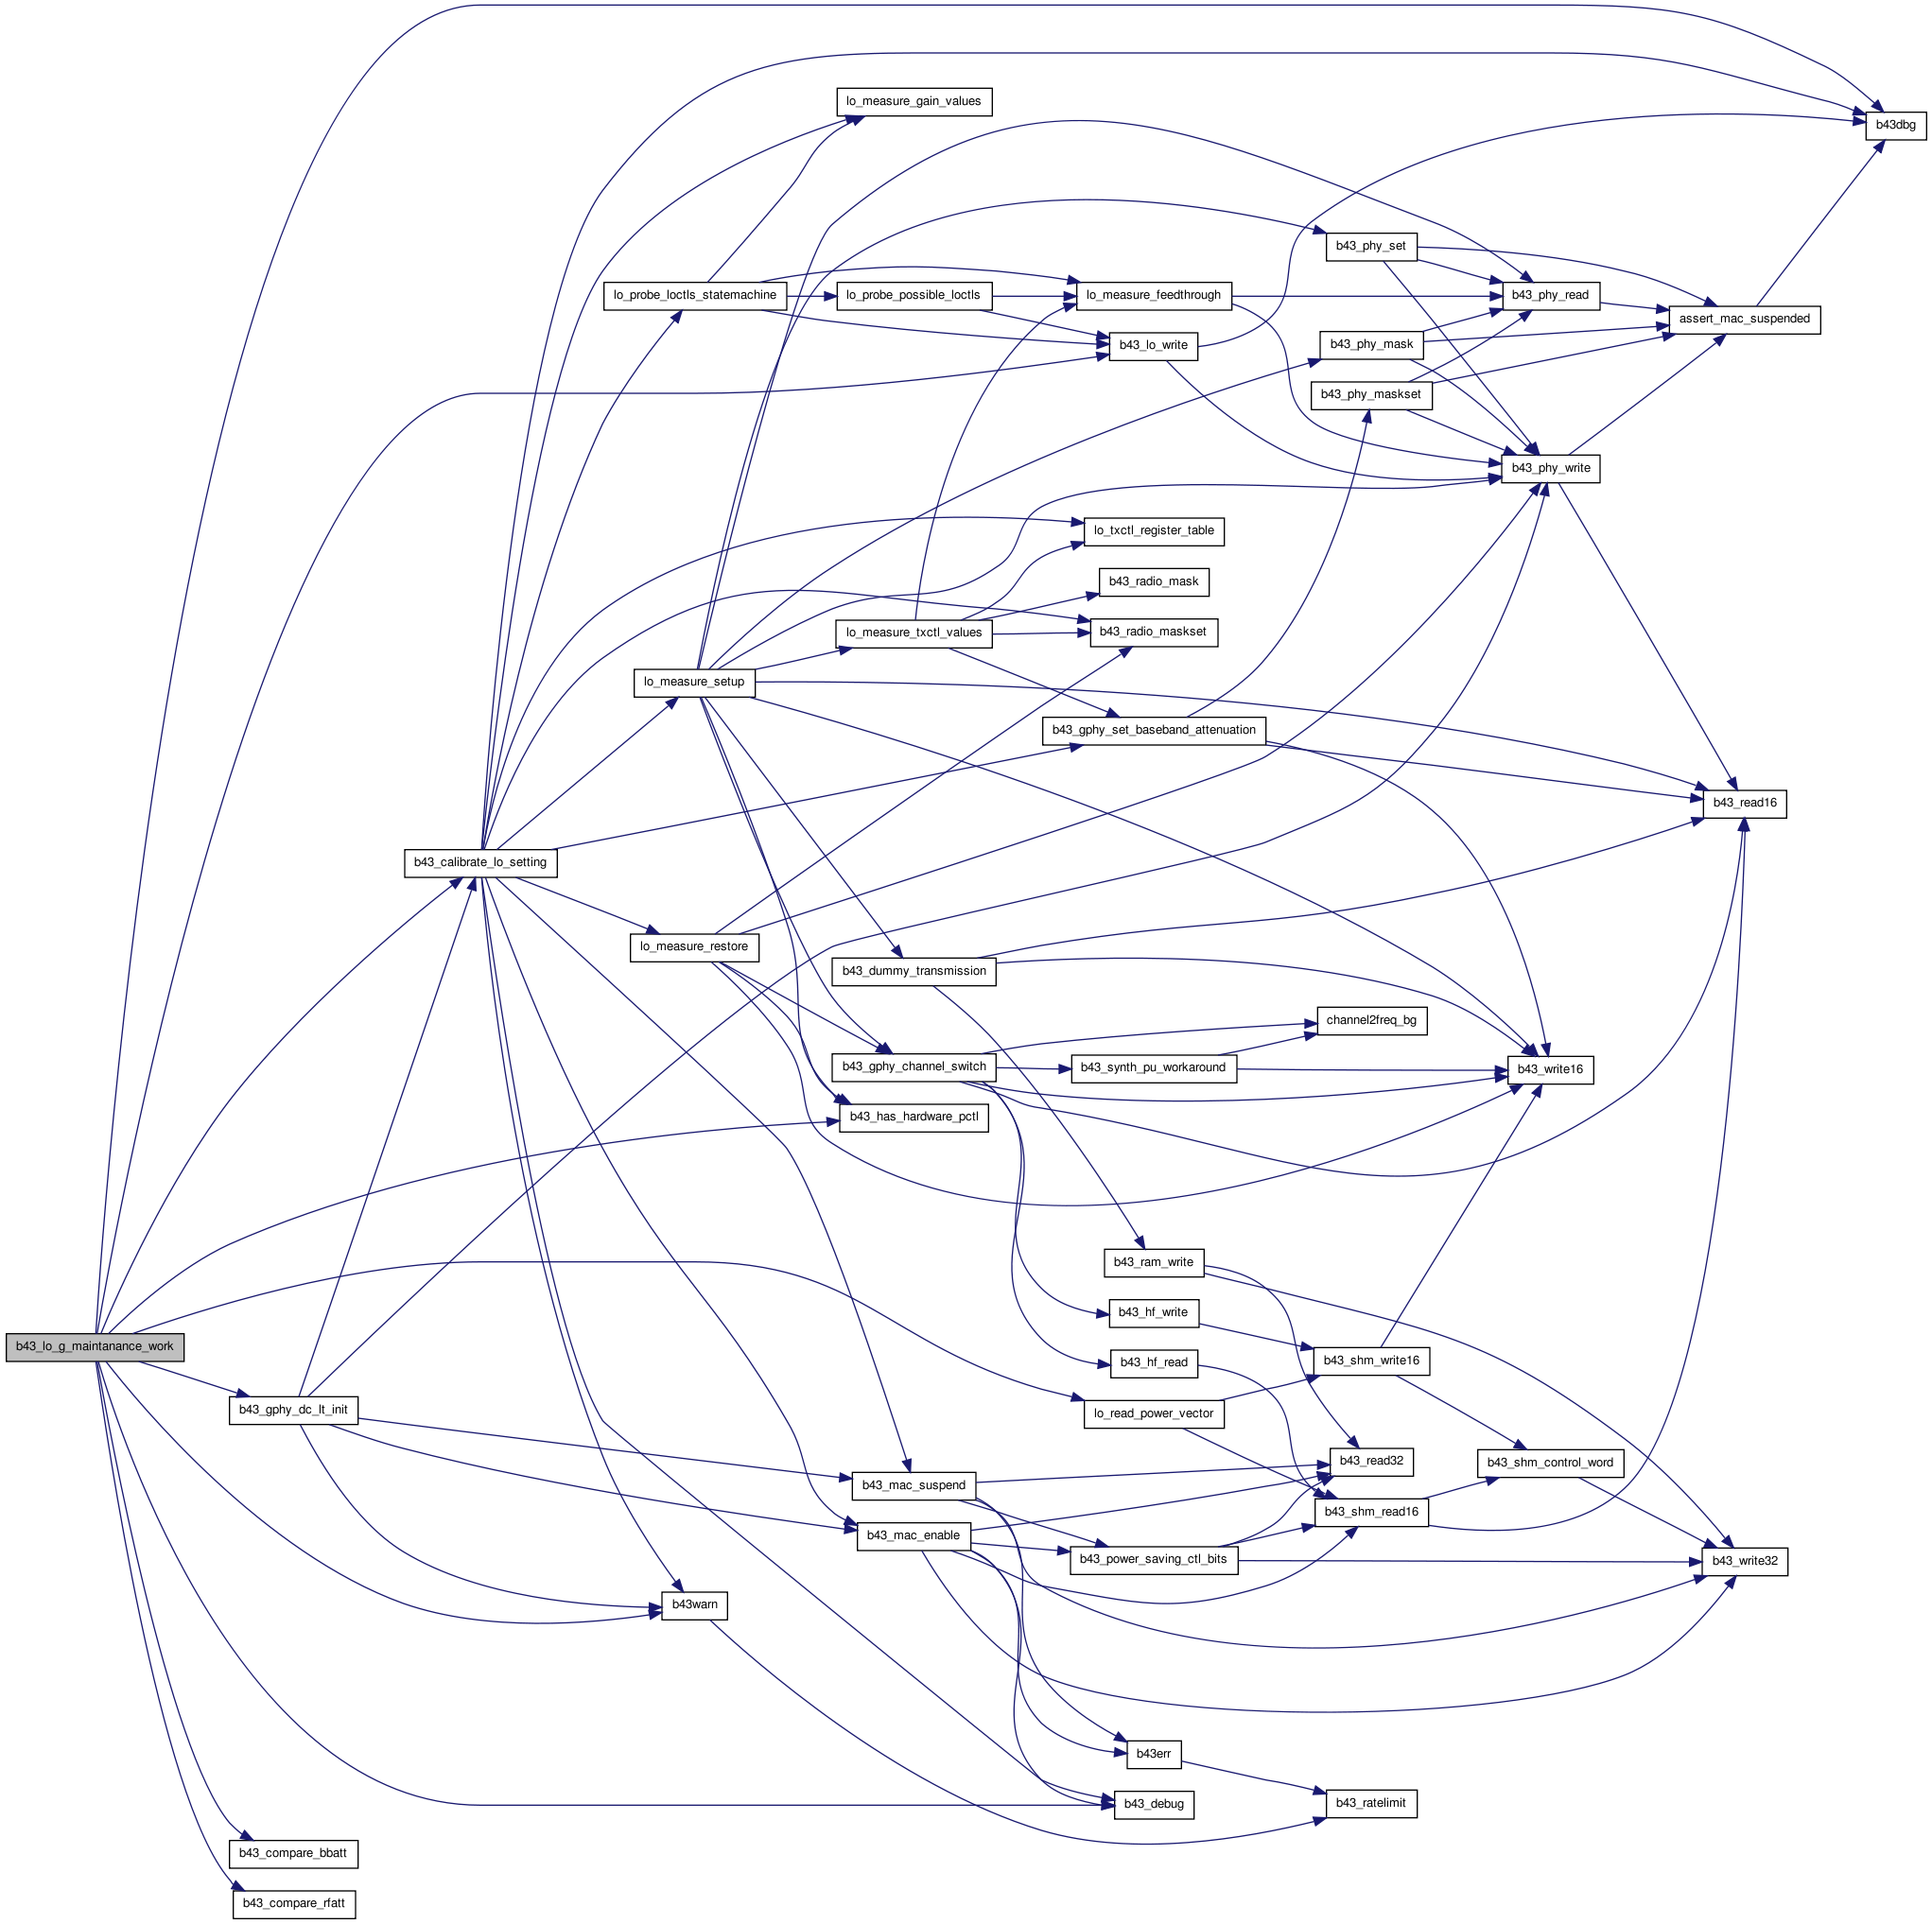 b43_lo_g_maintanance_work
b43dbg
b43_calibrate_lo_setting
lo_measure_gain_values
lo_probe_loctls_statemachine
lo_probe_possible_loctls
lo_measure_feedthrough
b43_lo_write
b43_phy_set
b43_phy_read
assert_mac_suspended
b43_phy_mask
b43_phy_maskset
b43_phy_write
lo_txctl_register_table
b43_radio_mask
b43_radio_maskset
lo_measure_txctl_values
lo_measure_setup
b43_gphy_set_baseband_attenuation
b43_read16
lo_measure_restore
b43_dummy_transmission
channel2freq_bg
b43_gphy_channel_switch
b43_synth_pu_workaround
b43_write16
b43_has_hardware_pctl
b43_ram_write
b43_hf_write
b43_hf_read
b43_shm_write16
lo_read_power_vector
b43_gphy_dc_lt_init
b43_read32
b43_shm_control_word
b43_mac_suspend
b43_shm_read16
b43_mac_enable
b43_power_saving_ctl_bits
b43_write32
b43warn
b43err
b43_debug
b43_ratelimit
b43_compare_bbatt
b43_compare_rfatt